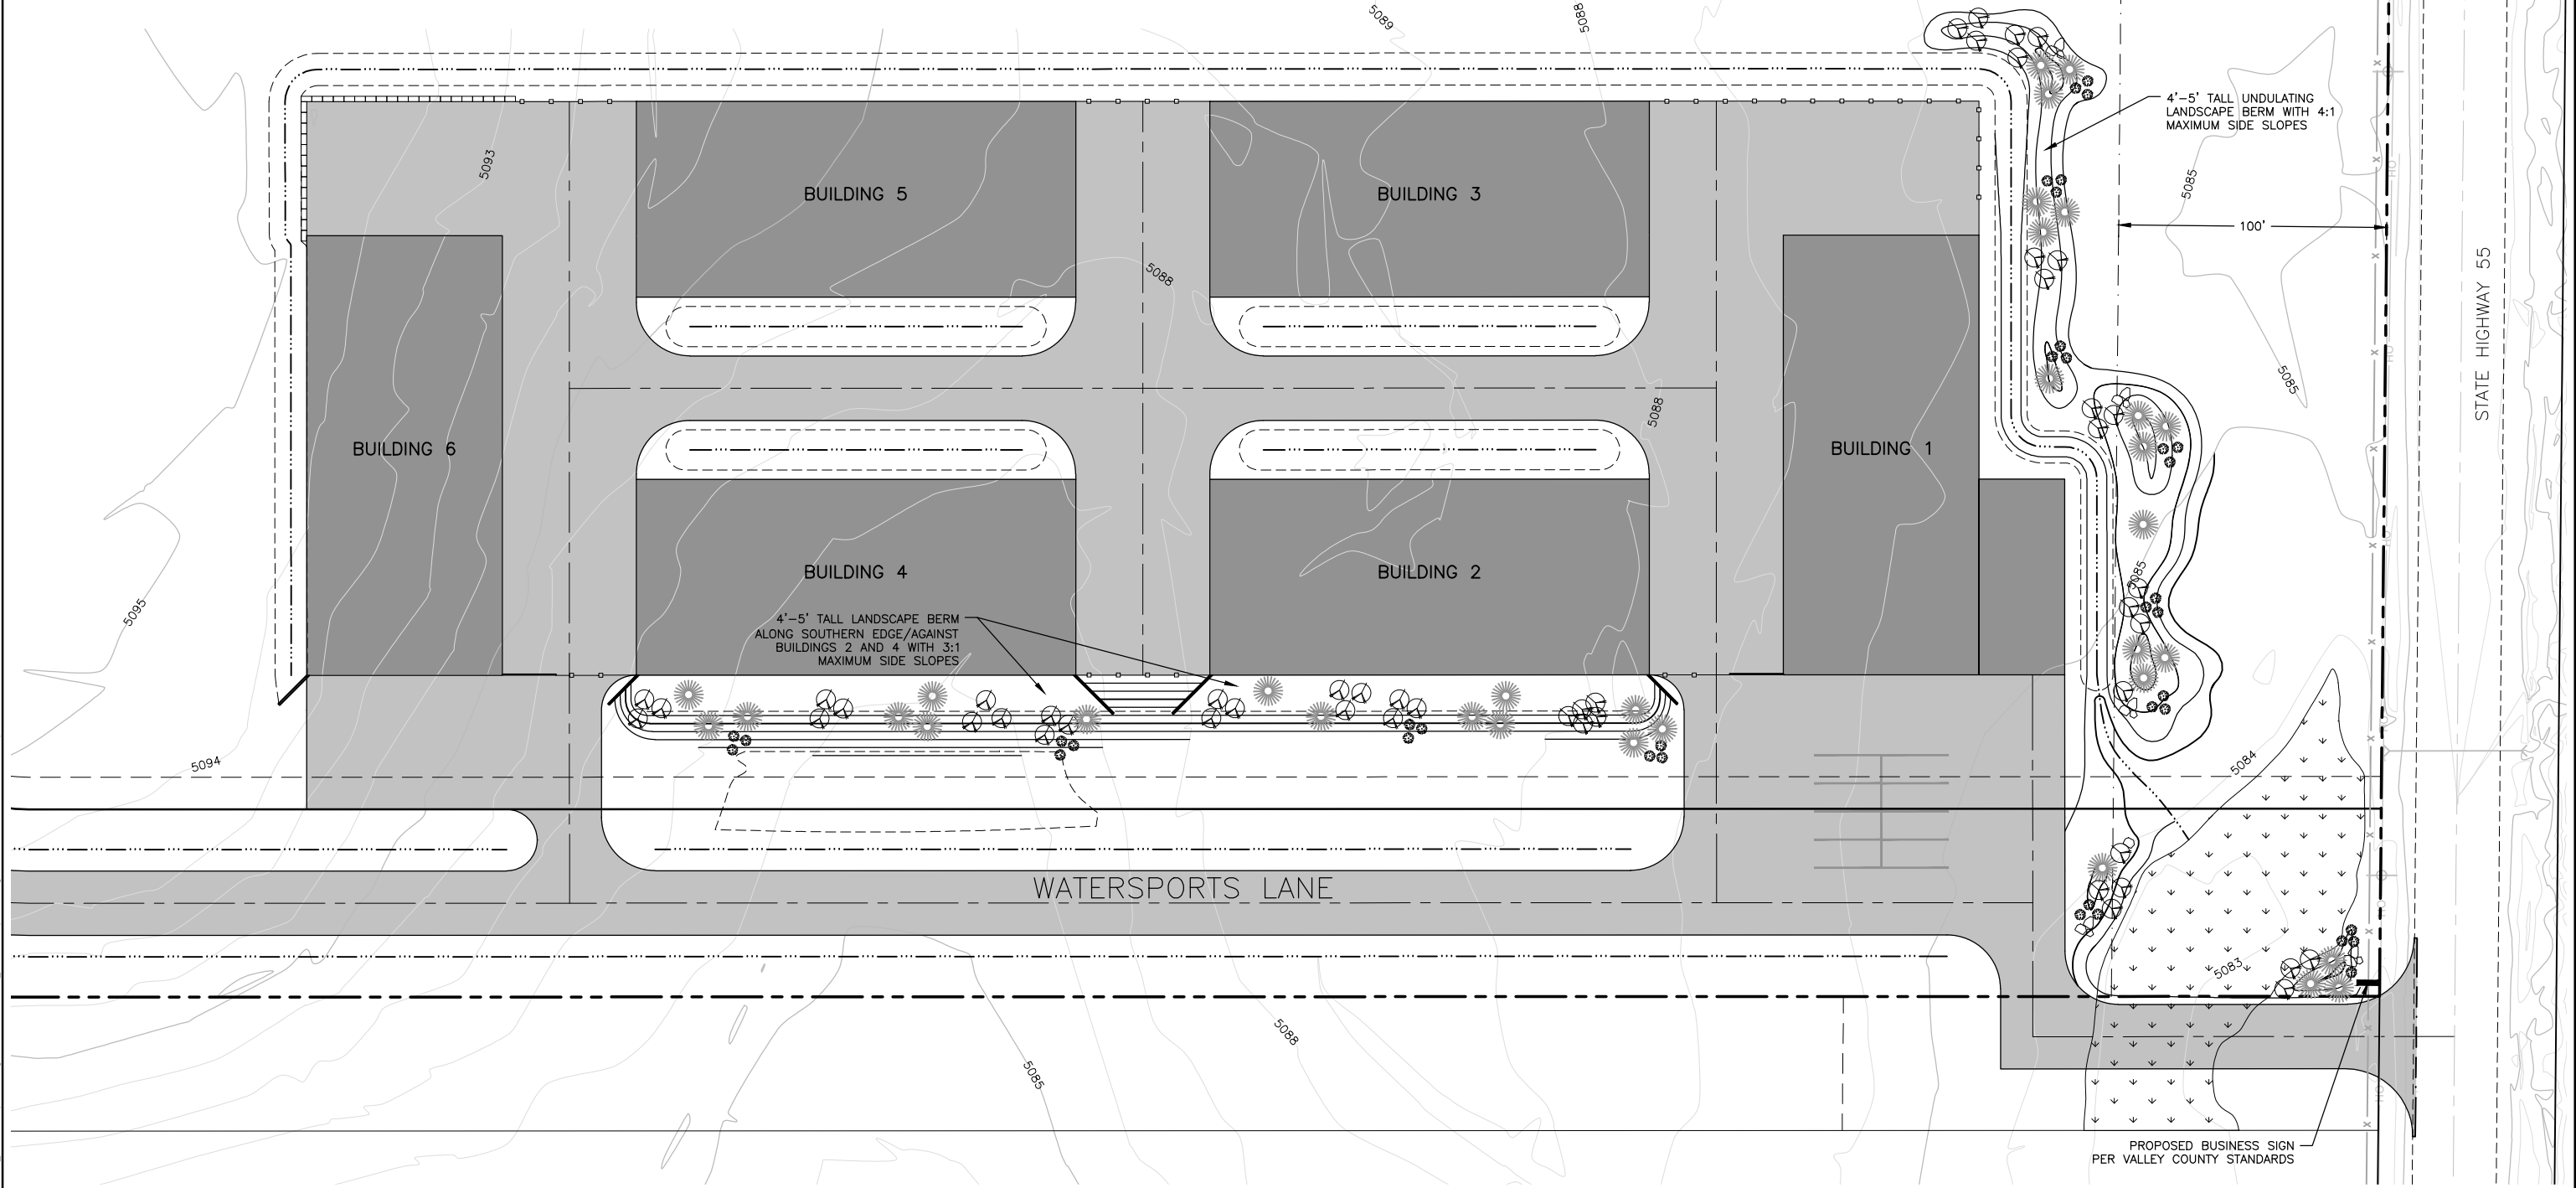 5089
5088
4'-5' TALL UNDULATING
LANDSCAPE BERM WITH 4:1
MAXIMUM SIDE SLOPES
5093
BUILDING 5
BUILDING 3
5085
100'
STATE HIGHWAY 55
5088
5085
5088
BUILDING 6
BUILDING 1
BUILDING 4
BUILDING 2
5085
5095
4'-5' TALL LANDSCAPE BERM
ALONG SOUTHERN EDGE/AGAINST
BUILDINGS 2 AND 4 WITH 3:1
MAXIMUM SIDE SLOPES
5094
5084
WATERSPORTS LANE
5083
5088
5085
PROPOSED BUSINESS SIGN
PER VALLEY COUNTY STANDARDS